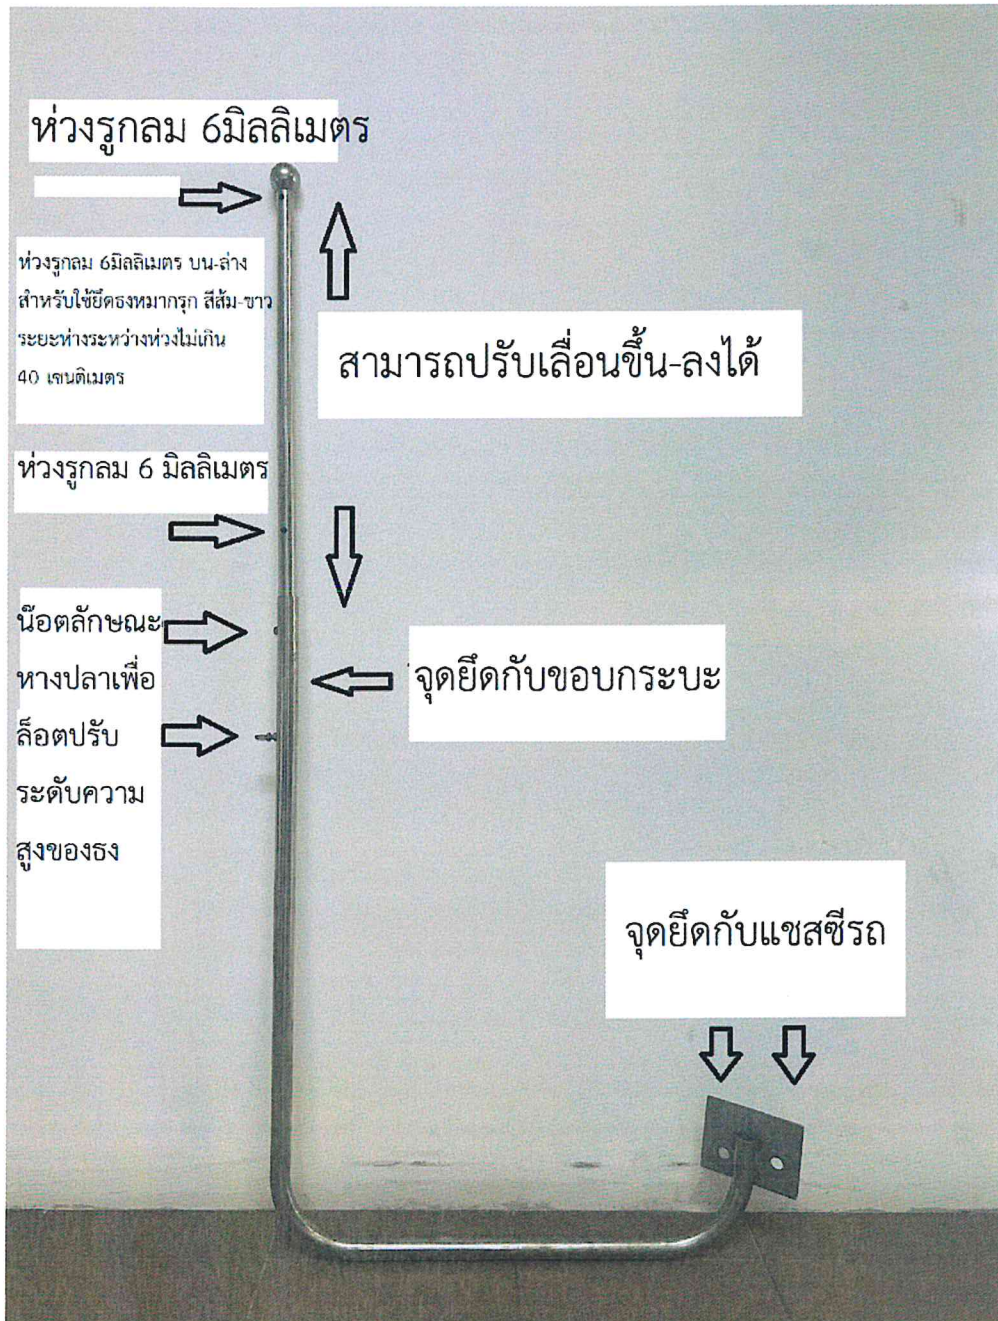 ห่วงรูกลม 6มิลลิเมตร
ห่วงรูกลม 6มิลลิเมตร บน-ล่าง
สำหรับใช้ยึดธงหมากรุก สีส้ม-ขาว
ระยะห่างระหว่างห่วงไม่เกิน
40 เซนติเมตร
สามารถปรับเลื่อนขึ้น-ลงได้
ห่วงรูกลม 6 มิลลิเมตร
น๊อตลักษณะ
หางปลาเพื่อ
ล็อตปรับ
ระดับความ
สูงของธง
จุดยึดกับขอบกระบะ
จุดยึดกับแชสซีรถ